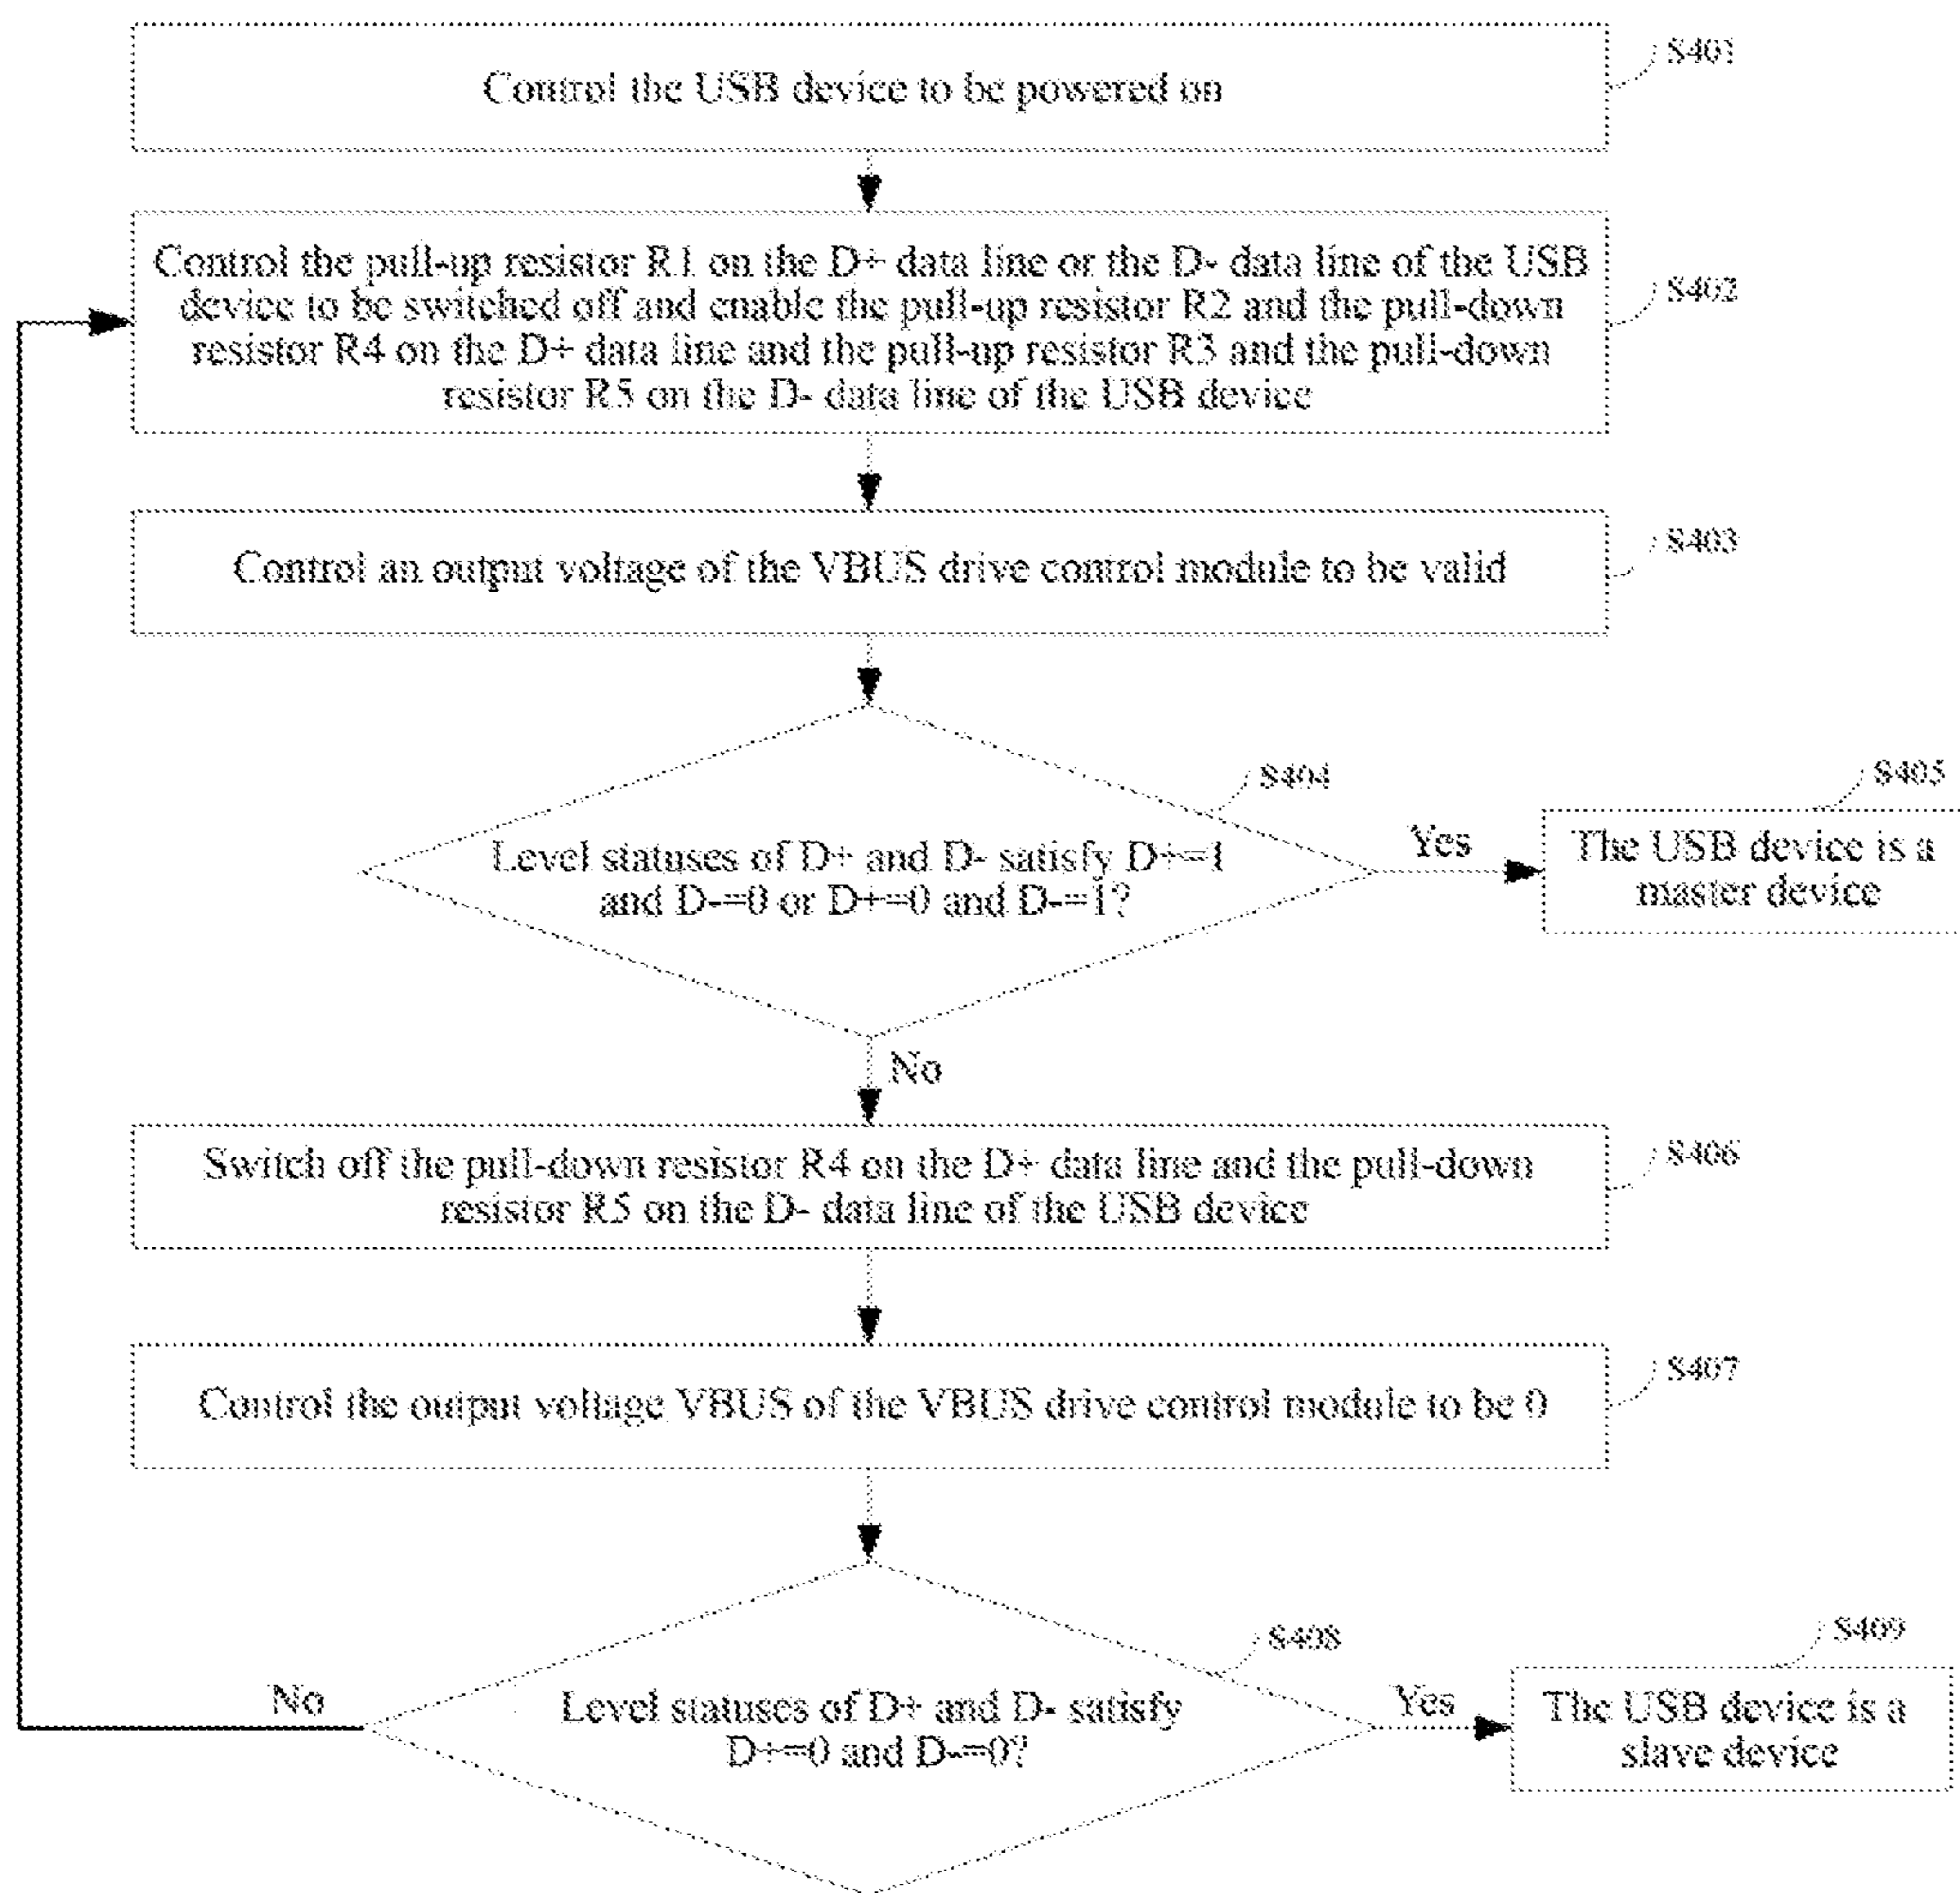 S401
Control the USB device to be powered on
Control the pull-up resistor R1 on the D+ data line or the D- data line of the USB
device to be switched off and enable the pull-up resistor R2 and the pull-down
resistor R4 on the D+ data line and the pull-up resistor R3 and the pull-down
resistor R5 on the D- data line of the USB device
S402
Control an output voltage of the VBUS drive control module to be valid
S403
S404
Level statuses of D+ and D- satisfy D+=1
and D-=0 or D+=0 and D-=1?
Yes
S405
The USB device is a
master device
No
Switch off the pull-down resistor R4 on the D+ data line and the pull-down
resistor R5 on the D- data line of the USB device
S406
Control the output voltage VBUS of the VBUS drive control module to be 0
S407
S408
Level statuses of D+ and D- satisfy
D+=0 and D-=0?
No
Yes
S409
The USB device is a
slave device